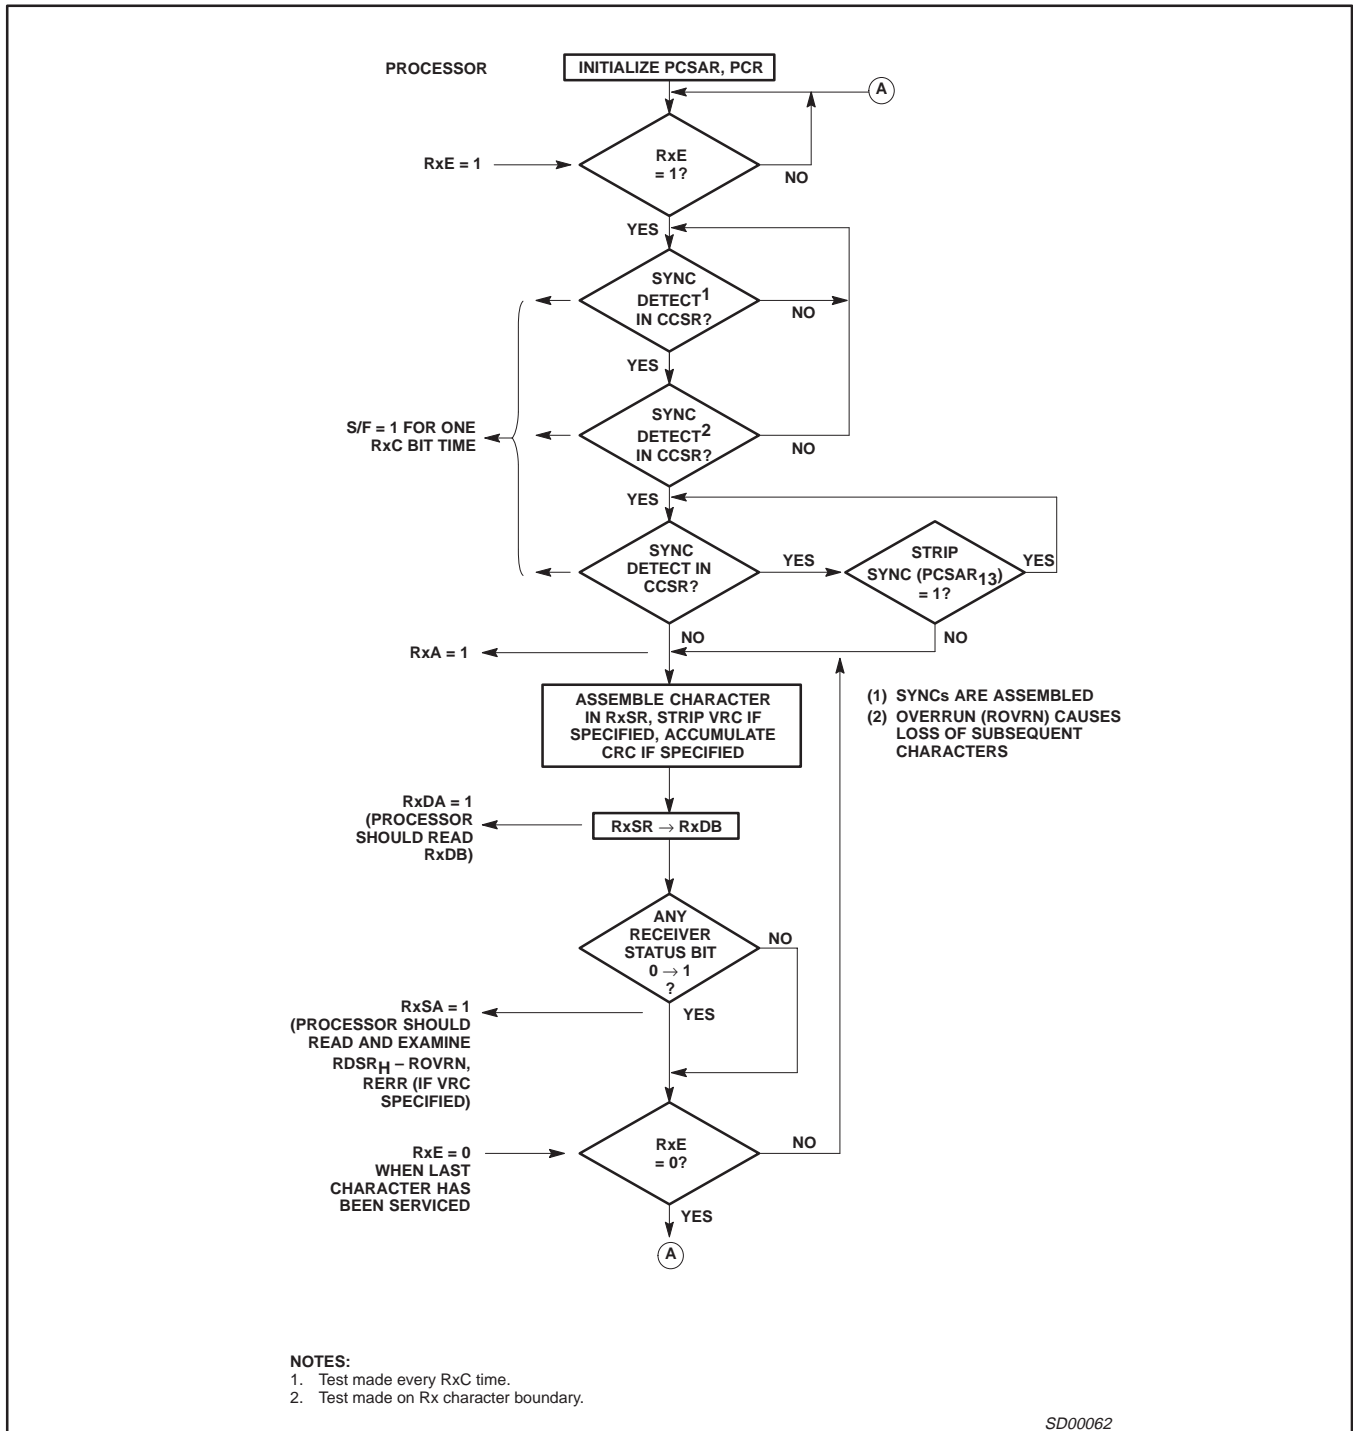 PROCESSOR
INITIALIZE PCSAR, PCR
A
RxE = 1
RxE
= 1?
NO
YES
SYNC
DETECT1
IN CCSR?
NO
YES
S/F = 1 FOR ONE
RxC BIT TIME
SYNC
DETECT2
IN CCSR?
NO
YES
SYNC
DETECT IN
CCSR?
YES
STRIP
SYNC (PCSAR13)
= 1?
YES
NO
NO
RxA = 1
ASSEMBLE CHARACTER
IN RxSR, STRIP VRC IF
SPECIFIED, ACCUMULATE
CRC IF SPECIFIED
(1) SYNCs ARE ASSEMBLED
(2) OVERRUN (ROVRN) CAUSES
LOSS OF SUBSEQUENT
CHARACTERS
RxDA = 1
(PROCESSOR
SHOULD READ
RxDB)
RxSR → RxDB
ANY
RECEIVER
STATUS BIT
0 → 1
?
NO
YES
RxSA = 1
(PROCESSOR SHOULD
READ AND EXAMINE
RDSRH – ROVRN,
RERR (IF VRC
SPECIFIED)
RxE = 0
WHEN LAST
CHARACTER HAS
BEEN SERVICED
RxE
= 0?
NO
YES
A
NOTES:
1. Test made every RxC time.
2. Test made on Rx character boundary.
SD00062